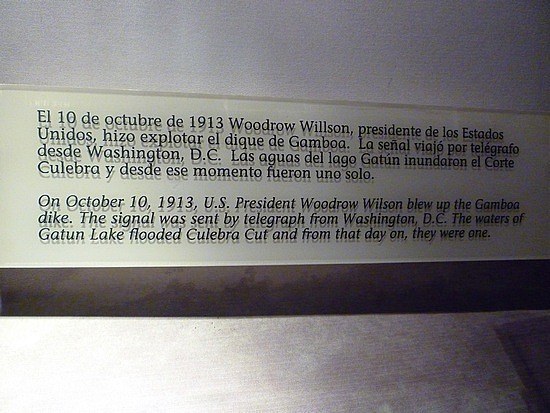 El 10 de octubre de 1913 Woodrow Willson, presidente de los Estados
Unidos, hizo explotar el dique de Gamboa. La señal viajó por telégrafo
desde Washington, D.C. Las aguas del lago Gatún inundaron el Corte
Culebra y desde ese momento fueron uno solo.
On October 10, 1913, U.S. President Woodrow Wilson blew up the Gamboa
dike. The signal was sent by telegraph from Washington, D.C. The waters of
Gatun Lake flooded Culebra Cut and from that day on, they were one.